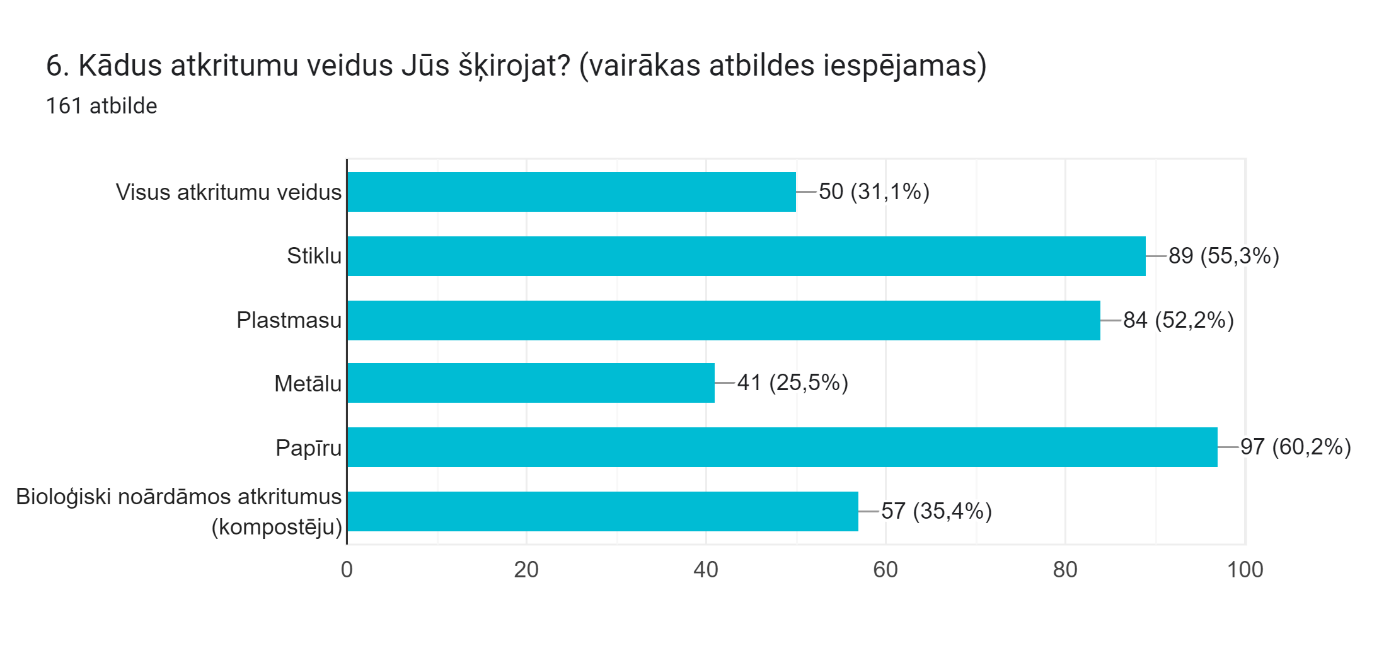 6. Kādus atkritumu veidus Jūs šķirojat? (vairākas atbildes iespējamas)
161 atbilde
Visus atkritumu veidus 50 (31,1%)
Stiklu 89 (55,3%)
Plastmasu 84 (52,2%)
Metālu 41 (25,5%)
Papīru 97 (60,2%)
Bioloģiski noārdāmos atkritumus
(kompostēju) 57 (35,4%)
0 20 40 60 80 100